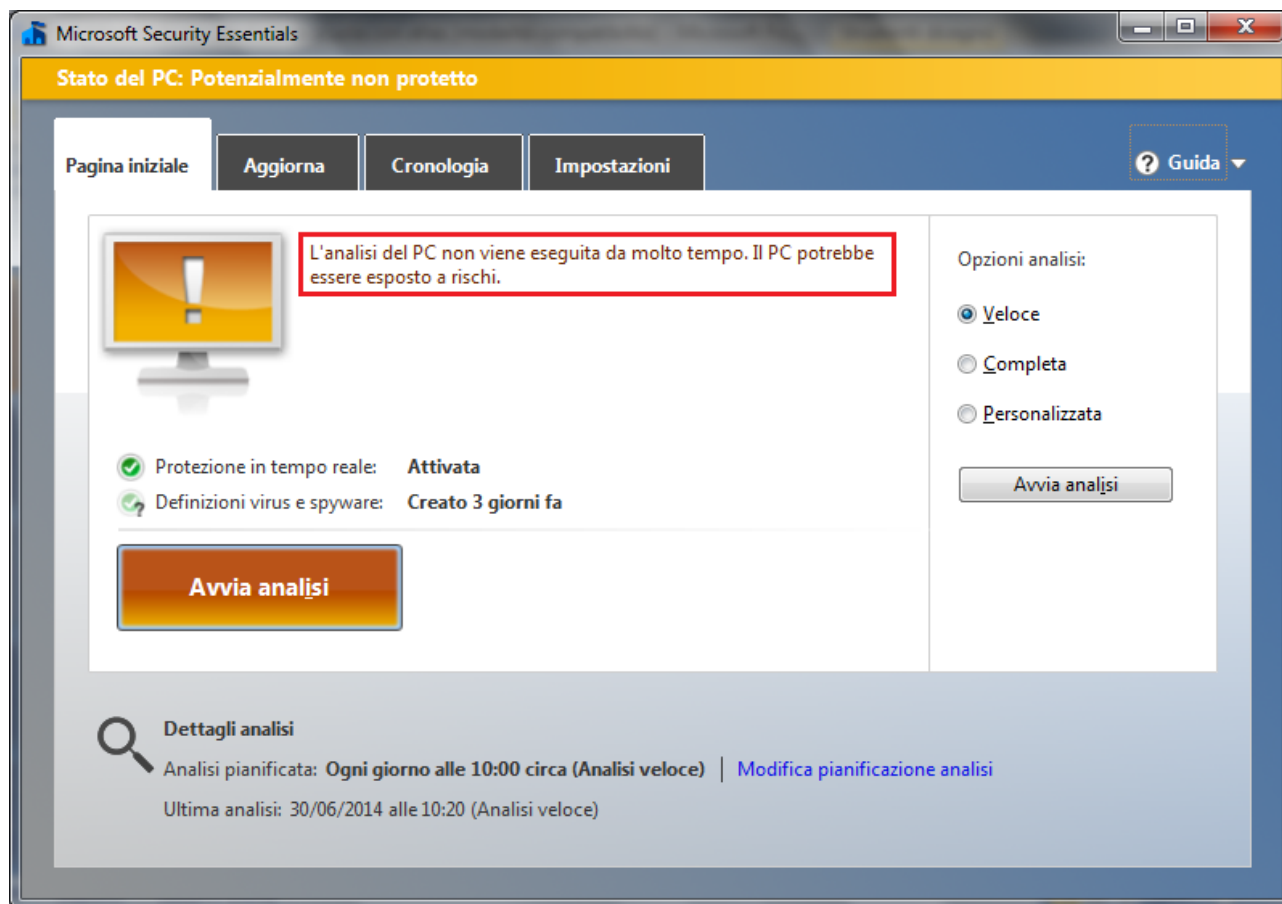 Microsoft Security Essentials
Stato del PC: Potenzialmente non protetto
Pagina iniziale
Aggiorna
Cronologia
Impostazioni
Guida
L'analisi del PC non viene eseguita da molto tempo. Il PC potrebbe
essere esposto a rischi.
Protezione in tempo reale: Attivata
Definizioni virus e spyware: Creato 3 giorni fa
Avvia analisi
Opzioni analisi:
Veloce
Completa
Personalizzata
Avvia analisi
Dettagli analisi
Analisi pianificata: Ogni giorno alle 10:00 circa (Analisi veloce) | Modifica pianificazione analisi
Ultima analisi: 30/06/2014 alle 10:20 (Analisi veloce)